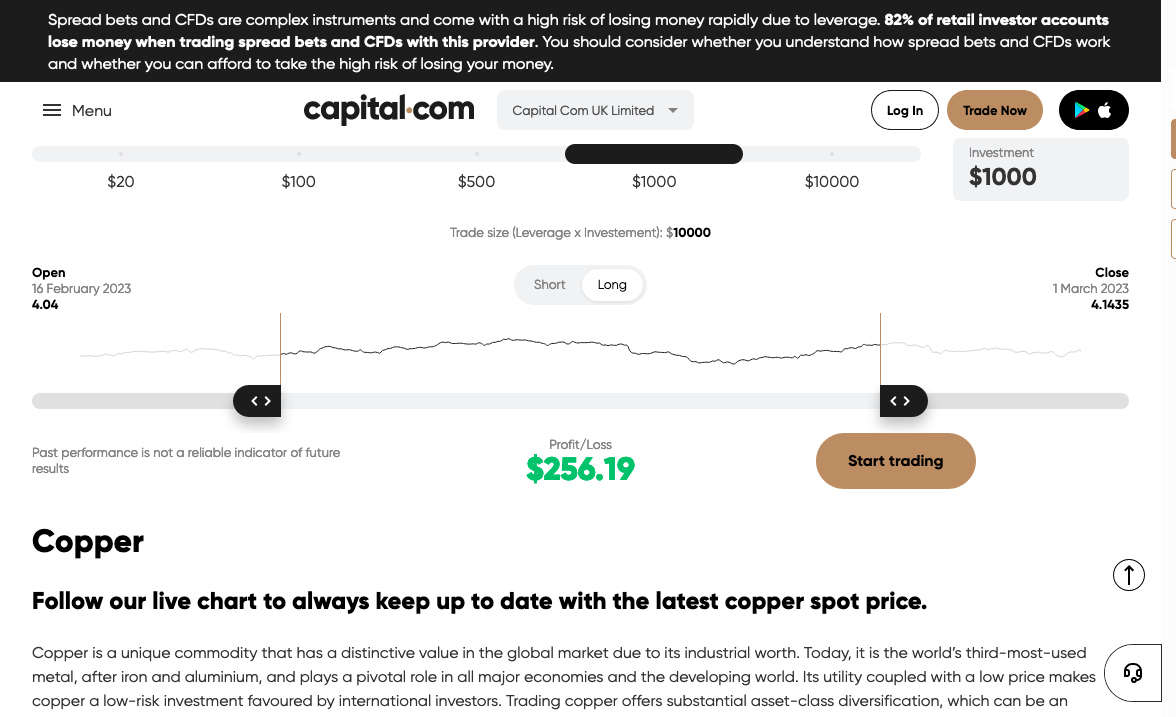 Spread bets and CFDs are complex instruments and come with a high risk of losing money rapidly due to leverage. 82% of retail investor accounts
lose money when trading spread bets and CFDs with this provider. You should consider whether you understand how spread bets and CFDs work
and whether you can afford to take the high risk of losing your money.
Menu
capital.com
Capital Com UK Limited
Log In
Trade Now
Investment
$1000
$20
$100
$500
$1000
$10000
Trade size (Leverage x Investement): $10000
Open
16 February 2023
4.04
Short
Long
Close
1 March 2023
4.1435
Past performance is not a reliable indicator of future
results
Profit/Loss
$256.19
Start trading
Copper
Follow our live chart to always keep up to date with the latest copper spot price.
Copper is a unique commodity that has a distinctive value in the global market due to its industrial worth. Today, it is the world's third-most-used
metal, after iron and aluminium, and plays a pivotal role in all major economies and the developing world. Its utility coupled with a low price makes
copper a low-risk investment favoured by international investors. Trading copper offers substantial asset-class diversification, which can be an